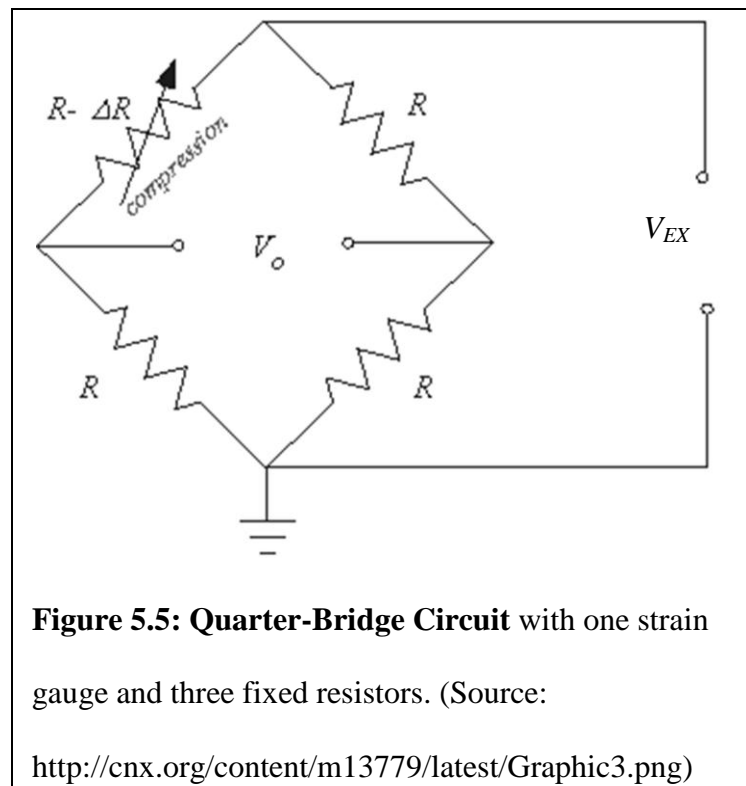 R- ΔR
R
compression
V_EX
V_o
R
R
Figure 5.5: Quarter-Bridge Circuit with one strain
gauge and three fixed resistors. (Source:
http://cnx.org/content/m13779/latest/Graphic3.png)